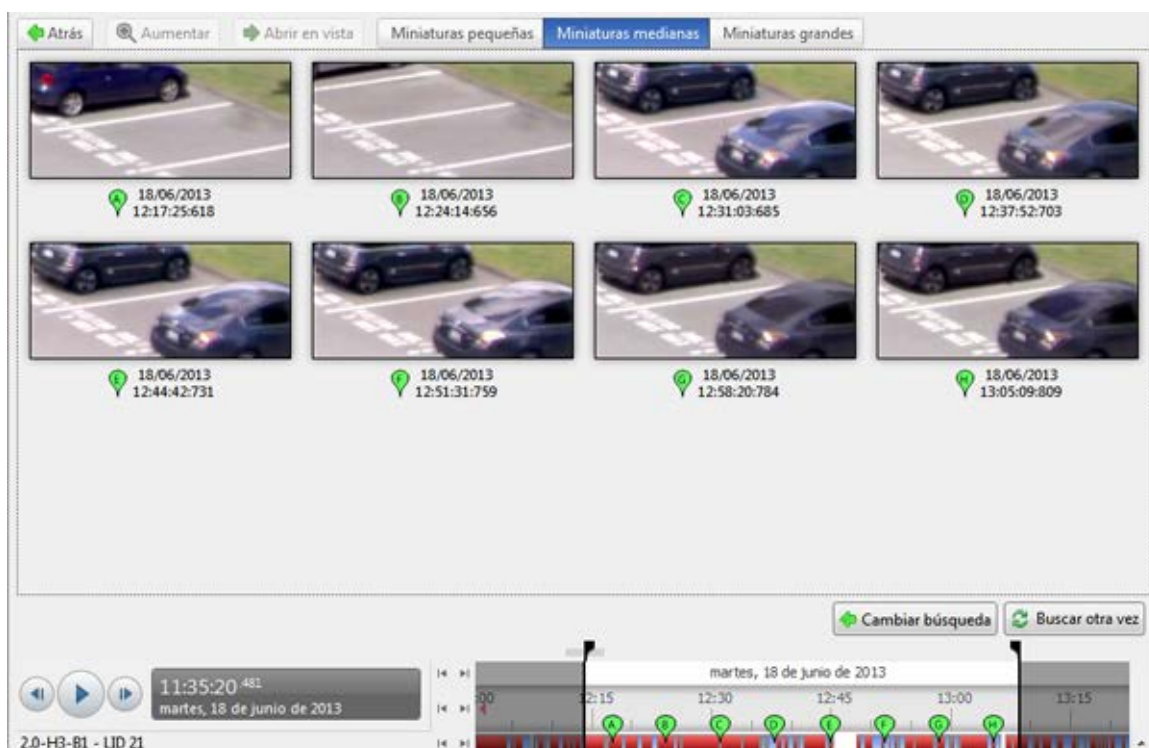 Atrás Aumentar Abrir en vista Miniaturas pequeñas Miniaturas medianas Miniaturas grandes
A 18/06/2013 B 18/06/2013 C 18/06/2013 D 18/06/2013
12:17:25:618 12:24:14:656 12:31:03:685 12:37:52:703
E 18/06/2013 F 18/06/2013 G 18/06/2013 H 18/06/2013
12:44:42:731 12:51:31:759 12:58:20:784 13:05:09:809
Cambiar búsqueda Buscar otra vez
martes, 18 de junio de 2013
11:35:20 481
martes, 18 de junio de 2013
:00 12:15 12:30 12:45 13:00 13:15
A B C D E F G H
2.0-H3-B1 - LID 21